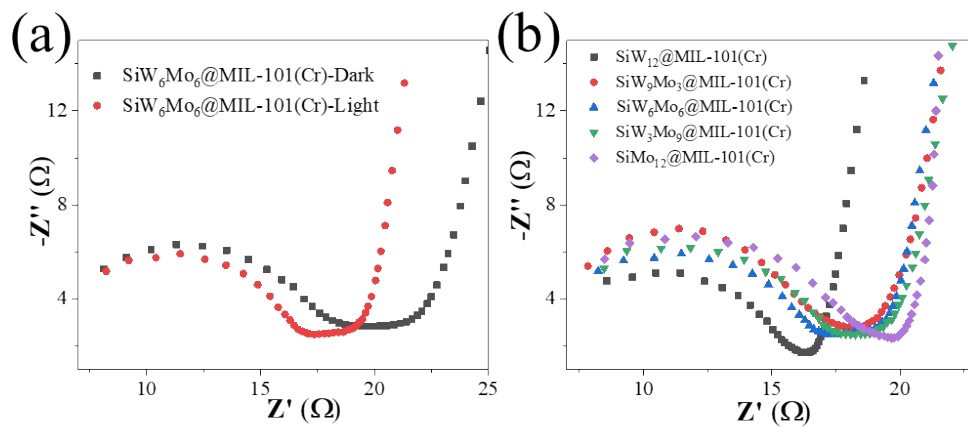 (a)
SiW₆Mo₆@MIL-101(Cr)-Dark
SiW₆Mo₆@MIL-101(Cr)-Light
12
8
4
-Z'' (Ω)
10 15 20 25
Z' (Ω)
(b)
SiW₁₂@MIL-101(Cr)
SiW₉Mo₃@MIL-101(Cr)
SiW₆Mo₆@MIL-101(Cr)
SiW₃Mo₉@MIL-101(Cr)
SiMo₁₂@MIL-101(Cr)
12
8
4
-Z'' (Ω)
10 15 20
Z' (Ω)